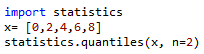 import statistics
x= [0,2,4,6,8]
statistics.quantiles(x, n=2)